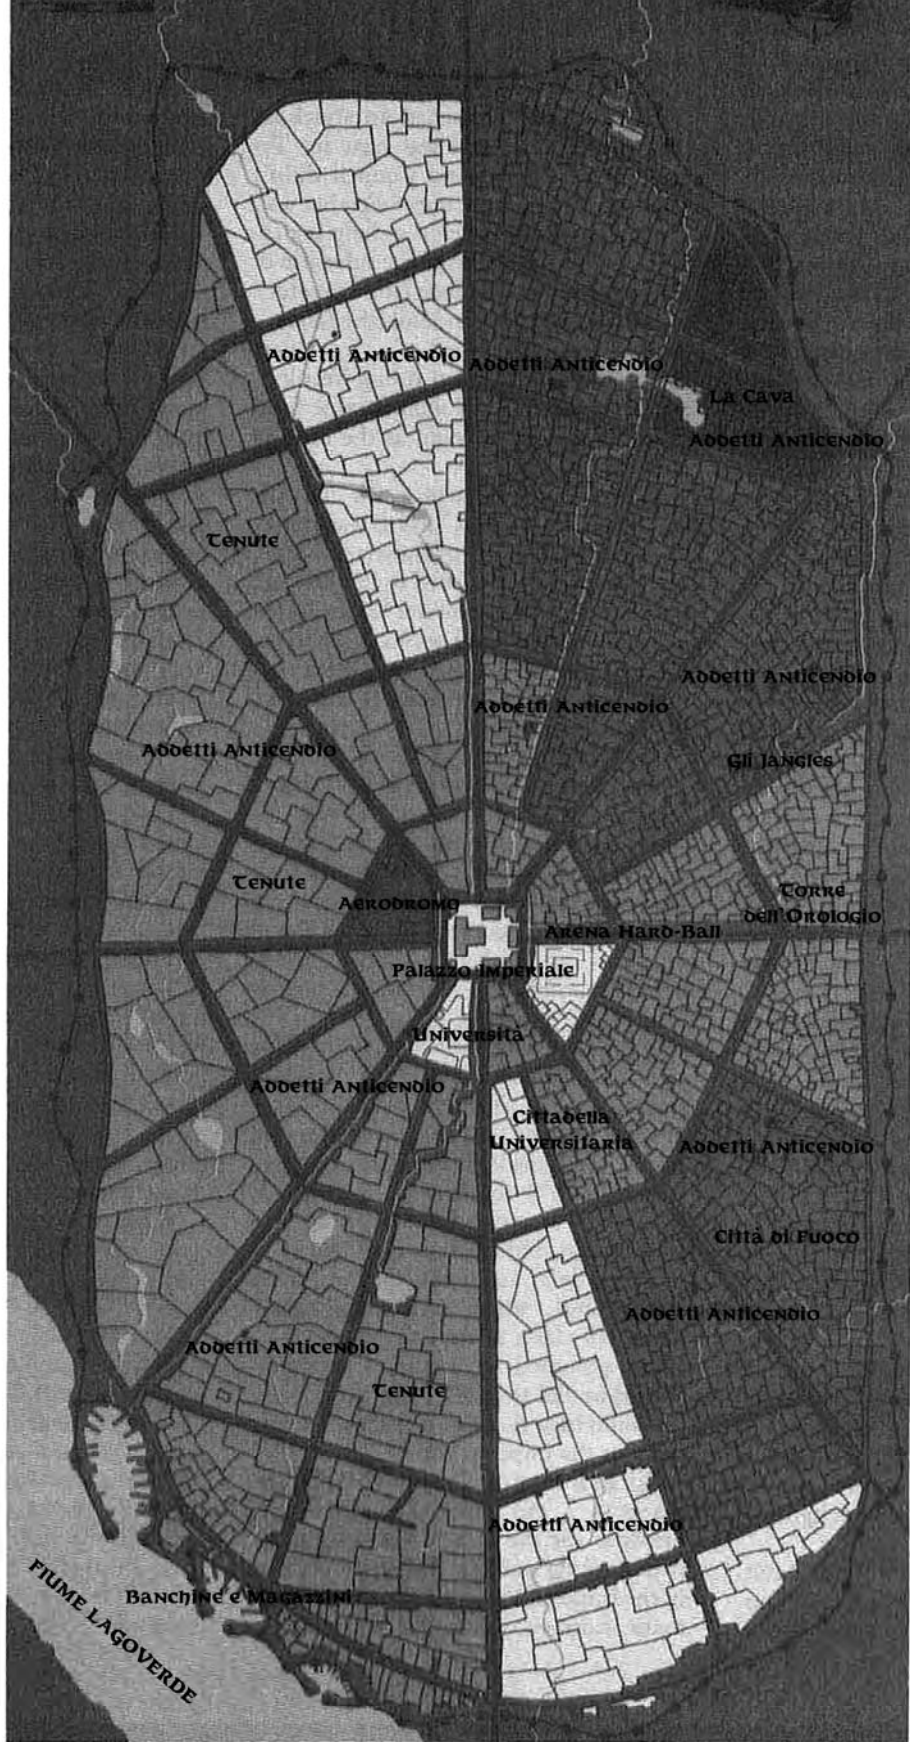 Addetti Anticendio
Addetti Anticendio
La Cava
Addetti Anticendio
Tenute
Addetti Anticendio
Addetti Anticendio
Addetti Anticendio
Gli Jangles
Tenute
Aerodromo
Torre
dell'Orologio
Arena Hard-Ball
Palazzo Imperiale
Università
Addetti Anticendio
Cittadella
Universitaria
Addetti Anticendio
Città di Fuoco
Addetti Anticendio
Addetti Anticendio
Tenute
Addetti Anticendio
Banchine e Magazzini
FIUME LAGOVERDE